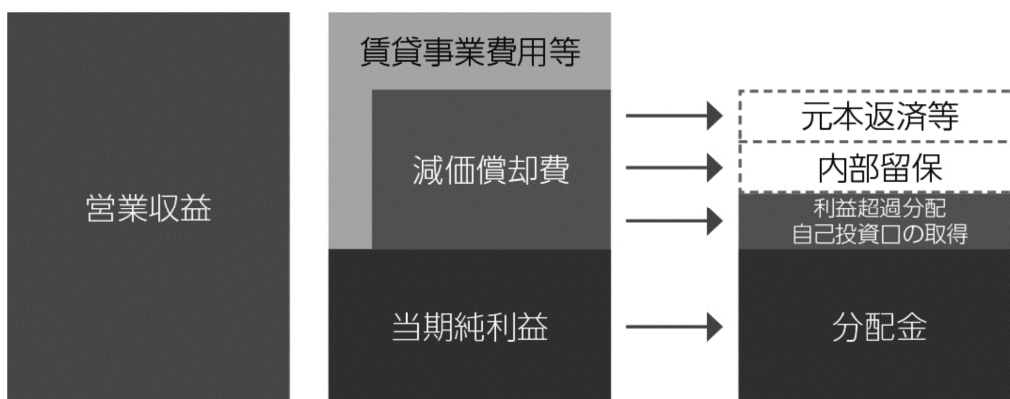 営業収益
賃貸事業費用等
減価償却費
当期純利益
元本返済等
内部留保
利益超過分配
自己投資口の取得
分配金